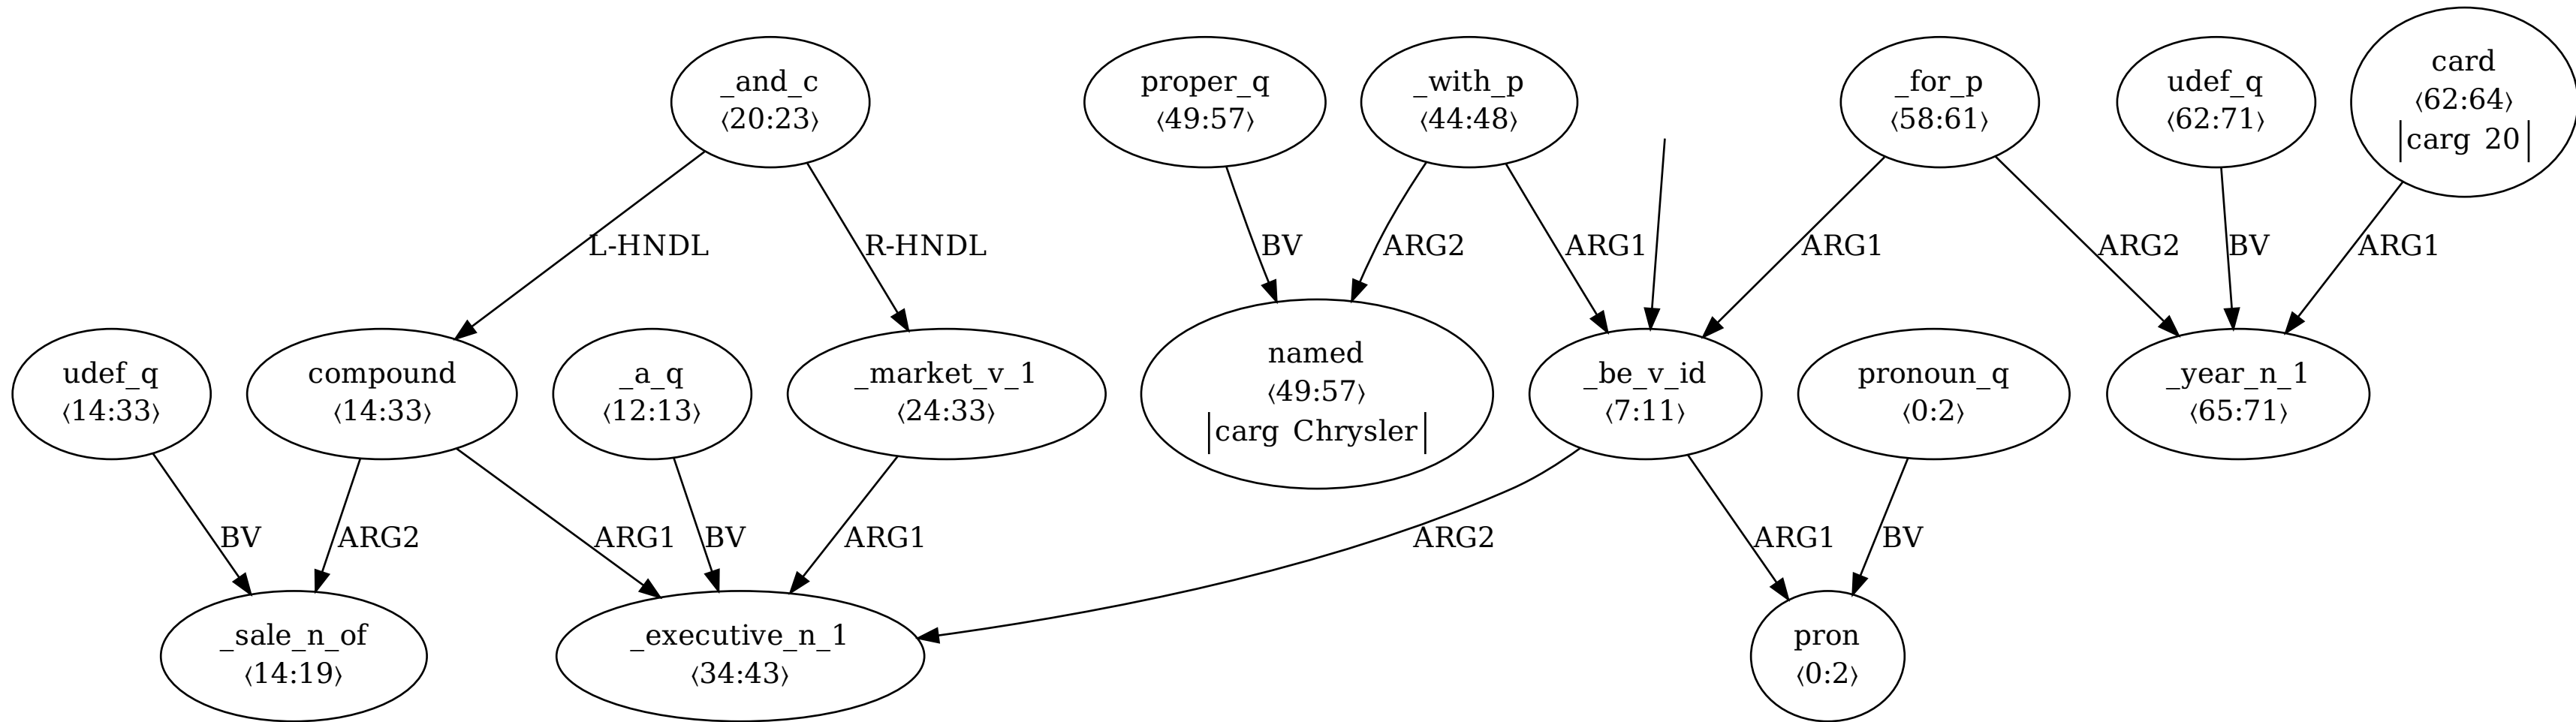 _and_c
⟨20:23⟩
proper_q
⟨49:57⟩
_with_p
⟨44:48⟩
_for_p
⟨58:61⟩
udef_q
⟨62:71⟩
card
⟨62:64⟩
|carg 20|
L-HNDL
R-HNDL
BV
ARG2
ARG1
ARG1
ARG2
BV
ARG1
udef_q
⟨14:33⟩
compound
⟨14:33⟩
_a_q
⟨12:13⟩
_market_v_1
⟨24:33⟩
named
⟨49:57⟩
|carg Chrysler|
_be_v_id
⟨7:11⟩
pronoun_q
⟨0:2⟩
_year_n_1
⟨65:71⟩
BV
ARG2
ARG1
BV
ARG1
ARG2
ARG1
BV
_sale_n_of
⟨14:19⟩
_executive_n_1
⟨34:43⟩
pron
⟨0:2⟩